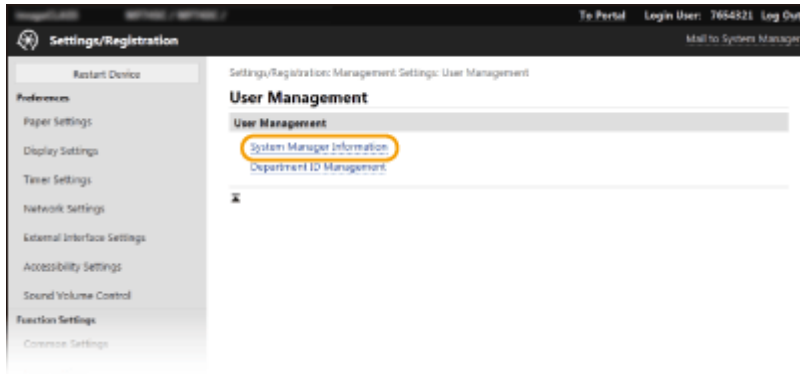 To Portal Login User: 7654321 Log Out
Settings/Registration
Mail to System Manager
Restart Device
Settings/Registration: Management Settings: User Management
Preferences
User Management
Paper Settings
User Management
Display Settings
System Manager Information
Department ID Management
Timer Settings
Network Settings
External Interface Settings
Accessibility Settings
Sound Volume Control
Function Settings
Common Settings